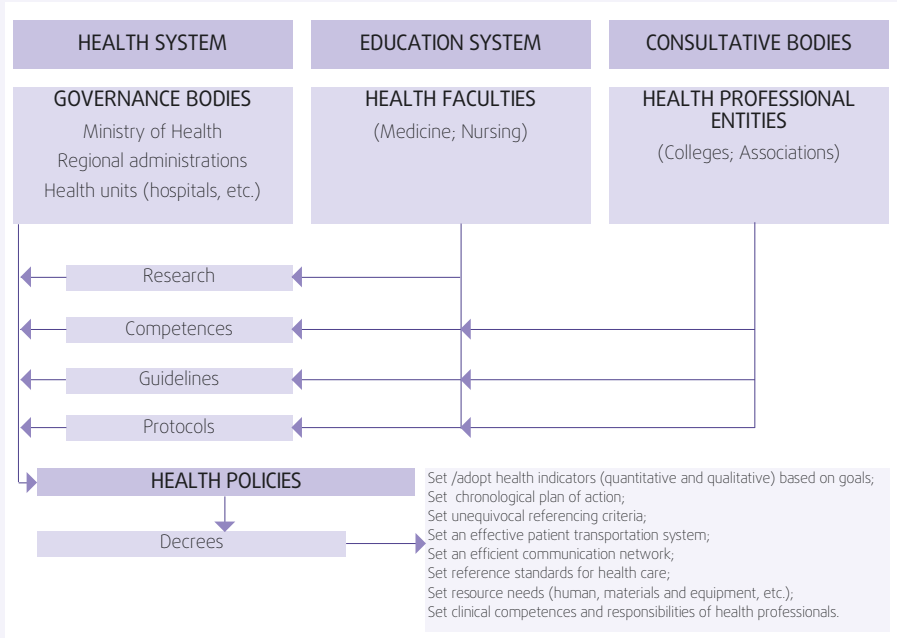 HEALTH SYSTEM
EDUCATION SYSTEM
CONSULTATIVE BODIES
GOVERNANCE BODIES
Ministry of Health
Regional administrations
Health units (hospitals, etc.)
HEALTH FACULTIES
(Medicine; Nursing)
HEALTH PROFESSIONAL
ENTITIES
(Colleges; Associations)
Research
Competences
Guidelines
Protocols
HEALTH POLICIES
Decrees
Set /adopt health indicators (quantitative and qualitative) based on goals;
Set chronological plan of action;
Set unequivocal referencing criteria;
Set an effective patient transportation system;
Set an efficient communication network;
Set reference standards for health care;
Set resource needs (human, materials and equipment, etc.);
Set clinical competences and responsibilities of health professionals.